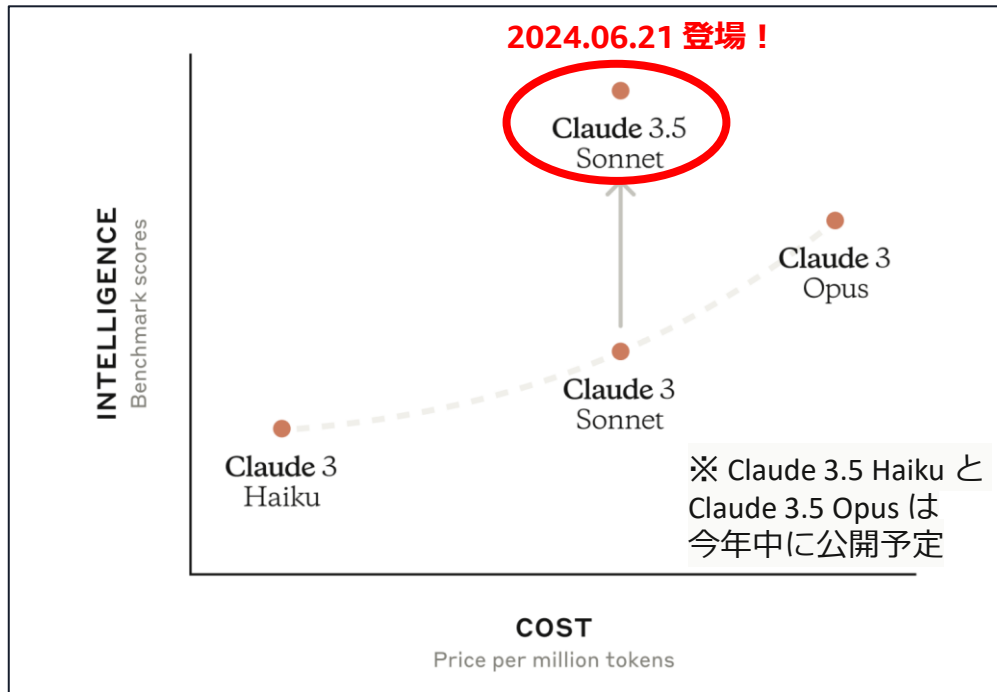 2024.06.21 登場！
Claude 3.5
Sonnet
Claude 3
Opus
Claude 3
Sonnet
Claude 3
Haiku
※ Claude 3.5 Haiku と
Claude 3.5 Opus は
今年中に公開予定
INTELLIGENCE
Benchmark scores
COST
Price per million tokens